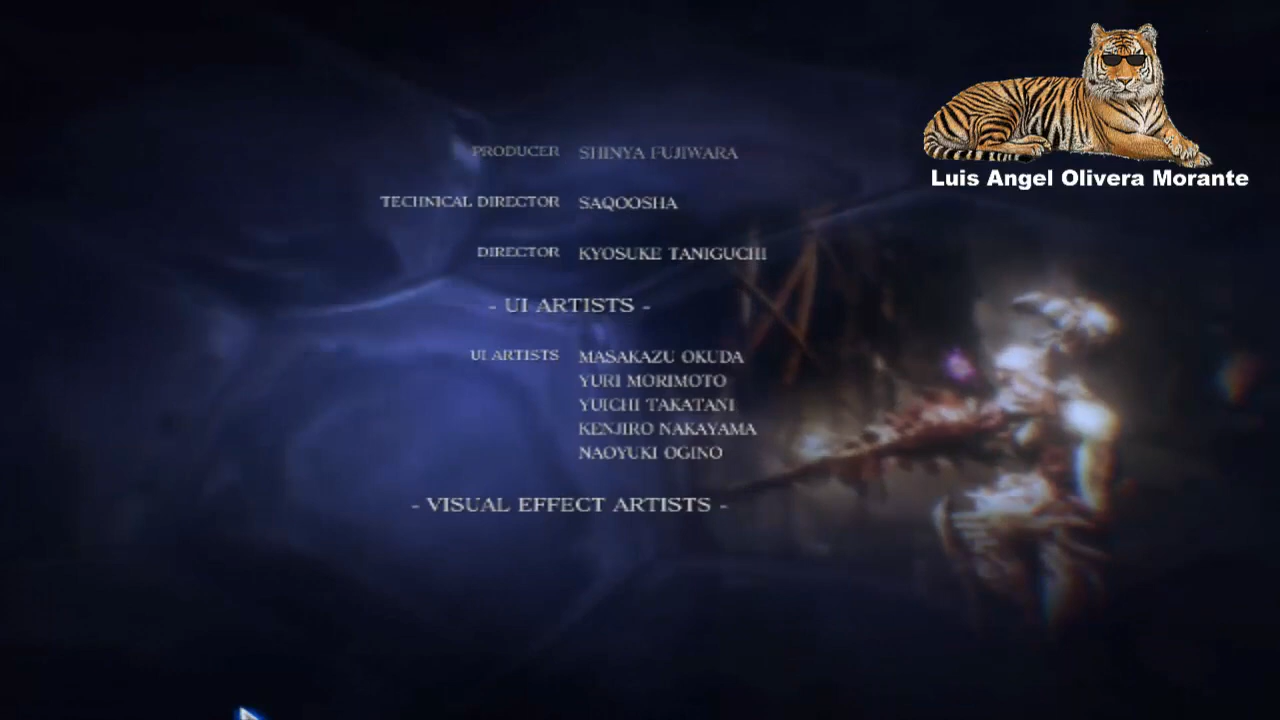 Luis Angel Olivera Morante
PRODUCER SHINYA FUJIWARA
TECHNICAL DIRECTOR SAQOOSHA
DIRECTOR KYOSUKE TANIGUCHI
- UI ARTISTS -
UI ARTISTS MASAKAZU OKUDA
YURI MORIMOTO
YUICHI TAKATANI
KENJIRO NAKAYAMA
NAOYUKI OGINO
- VISUAL EFFECT ARTISTS -